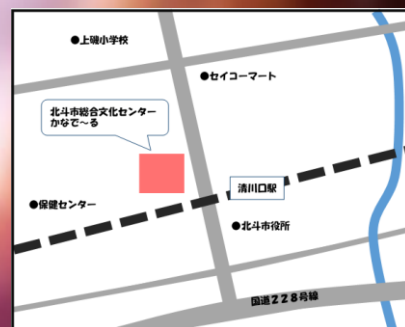 ●上磯小学校
●セイコーマート
北斗市総合文化センター
かなで～る
清川口駅
●保健センター
●北斗市役所
国道２２８号線